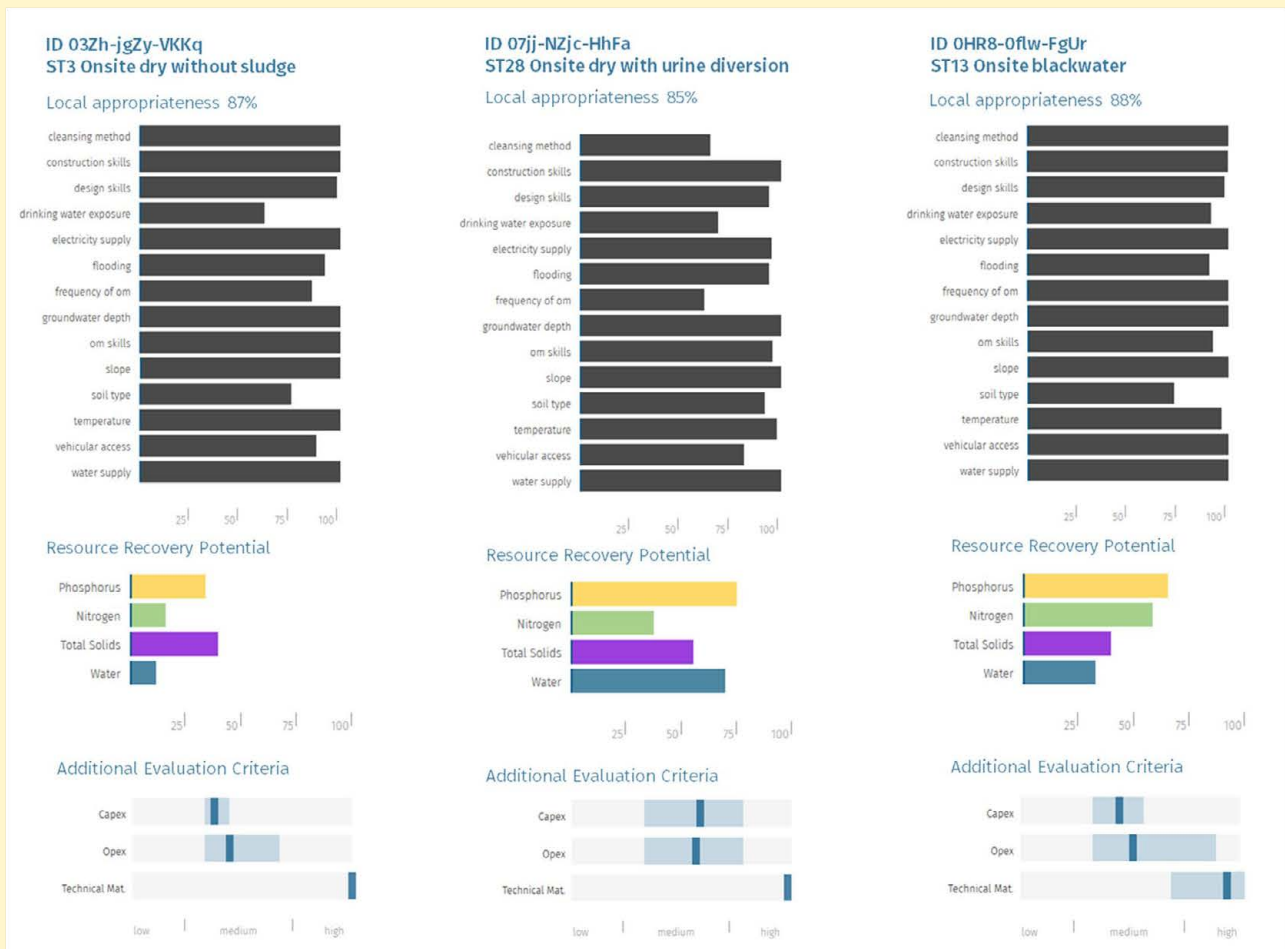 ID 03Zh-jgZy-VKKq
ST3 Onsite dry without sludge
Local appropriateness 87%
cleansing method
construction skills
design skills
drinking water exposure
electricity supply
flooding
frequency of om
groundwater depth
om skills
slope
soil type
temperature
vehicular access
water supply
25 50 75 100
Resource Recovery Potential
Phosphorus
Nitrogen
Total Solids
Water
25 50 75 100
Additional Evaluation Criteria
Capex
Opex
Technical Mat.
low medium high
ID 07jj-NZjc-HhFa
ST28 Onsite dry with urine diversion
Local appropriateness 85%
cleansing method
construction skills
design skills
drinking water exposure
electricity supply
flooding
frequency of om
groundwater depth
om skills
slope
soil type
temperature
vehicular access
water supply
25 50 75 100
Resource Recovery Potential
Phosphorus
Nitrogen
Total Solids
Water
25 50 75 100
Additional Evaluation Criteria
Capex
Opex
Technical Mat.
low medium high
ID 0HR8-0flw-FgUr
ST13 Onsite blackwater
Local appropriateness 88%
cleansing method
construction skills
design skills
drinking water exposure
electricity supply
flooding
frequency of om
groundwater depth
om skills
slope
soil type
temperature
vehicular access
water supply
25 50 75 100
Resource Recovery Potential
Phosphorus
Nitrogen
Total Solids
Water
25 50 75 100
Additional Evaluation Criteria
Capex
Opex
Technical Mat.
low medium high